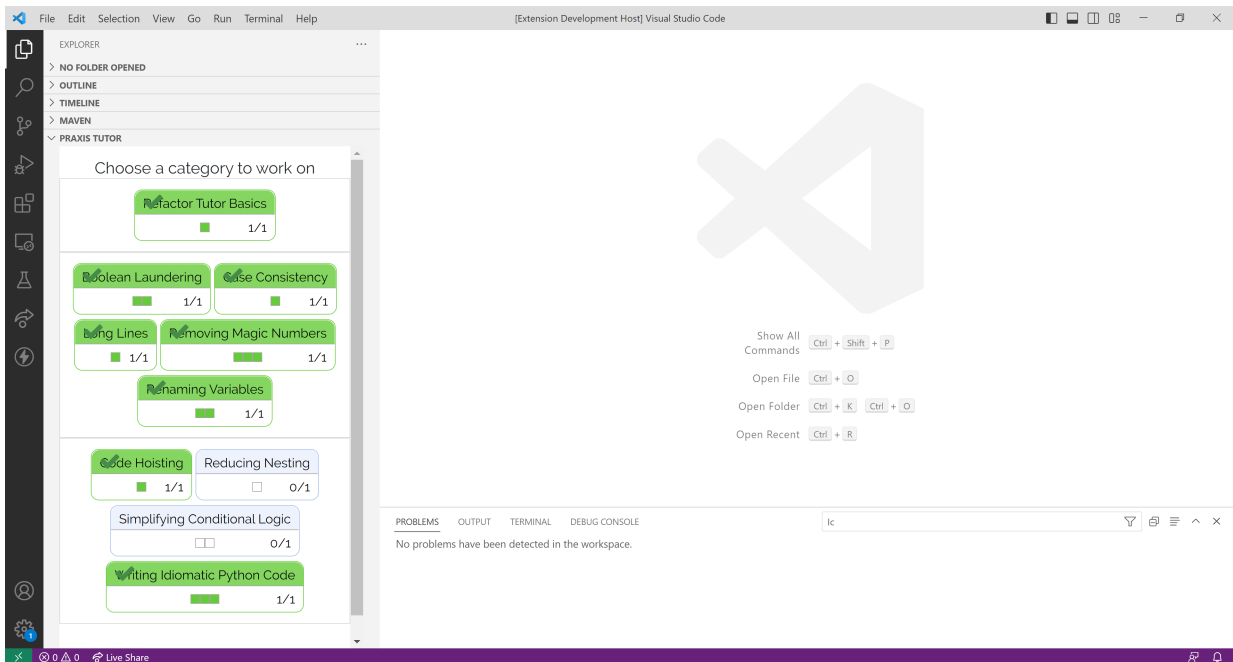 File Edit Selection View Go Run Terminal Help
[Extension Development Host] Visual Studio Code
EXPLORER
NO FOLDER OPENED
OUTLINE
TIMELINE
MAVEN
PRAXIS TUTOR
Choose a category to work on
Refactor Tutor Basics
1/1
Boolean Laundering
1/1
Case Consistency
1/1
Long Lines
1/1
Removing Magic Numbers
1/1
Renaming Variables
1/1
Code Hoisting
1/1
Reducing Nesting
0/1
Simplifying Conditional Logic
0/1
Writing Idiomatic Python Code
1/1
Show All Commands Ctrl + Shift + P
Open File Ctrl + O
Open Folder Ctrl + K Ctrl + O
Open Recent Ctrl + R
PROBLEMS OUTPUT TERMINAL DEBUG CONSOLE
lc
No problems have been detected in the workspace.
1
0 0 Live Share